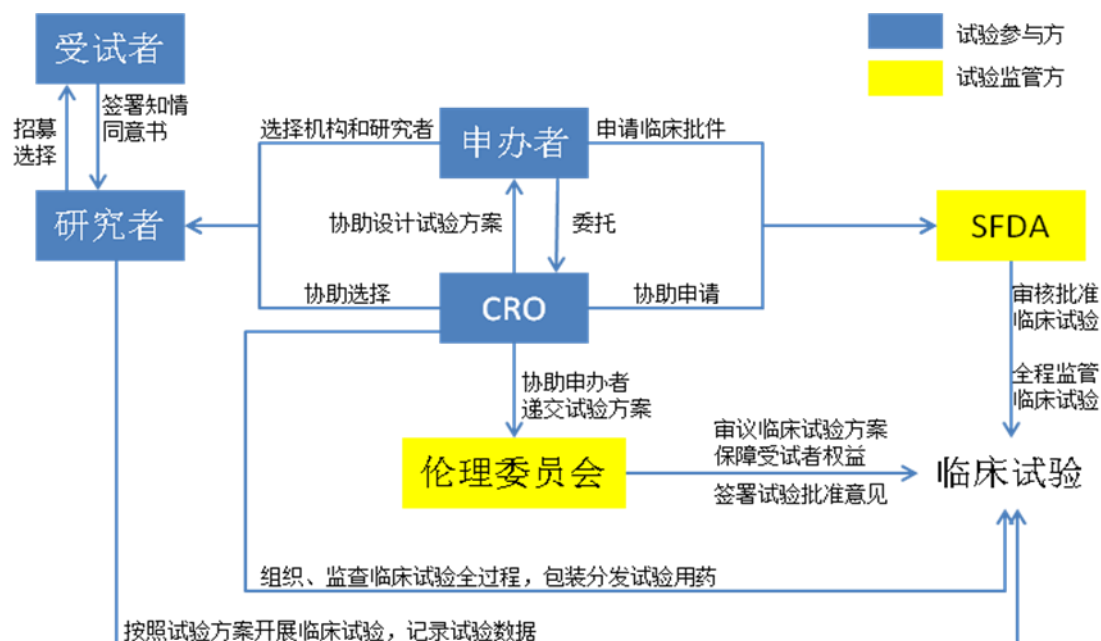 受试者
试验参与方
试验监管方
招募
选择
签署知情
同意书
选择机构和研究者
申办者
申请临床批件
研究者
协助设计试验方案
委托
SFDA
协助选择
CRO
协助申请
审核批准
临床试验
全程监管
临床试验
协助申办者
递交试验方案
伦理委员会
审议临床试验方案
保障受试者权益
签署试验批准意见
临床试验
组织、监查临床试验全过程，包装分发试验用药
按照试验方案开展临床试验，记录试验数据